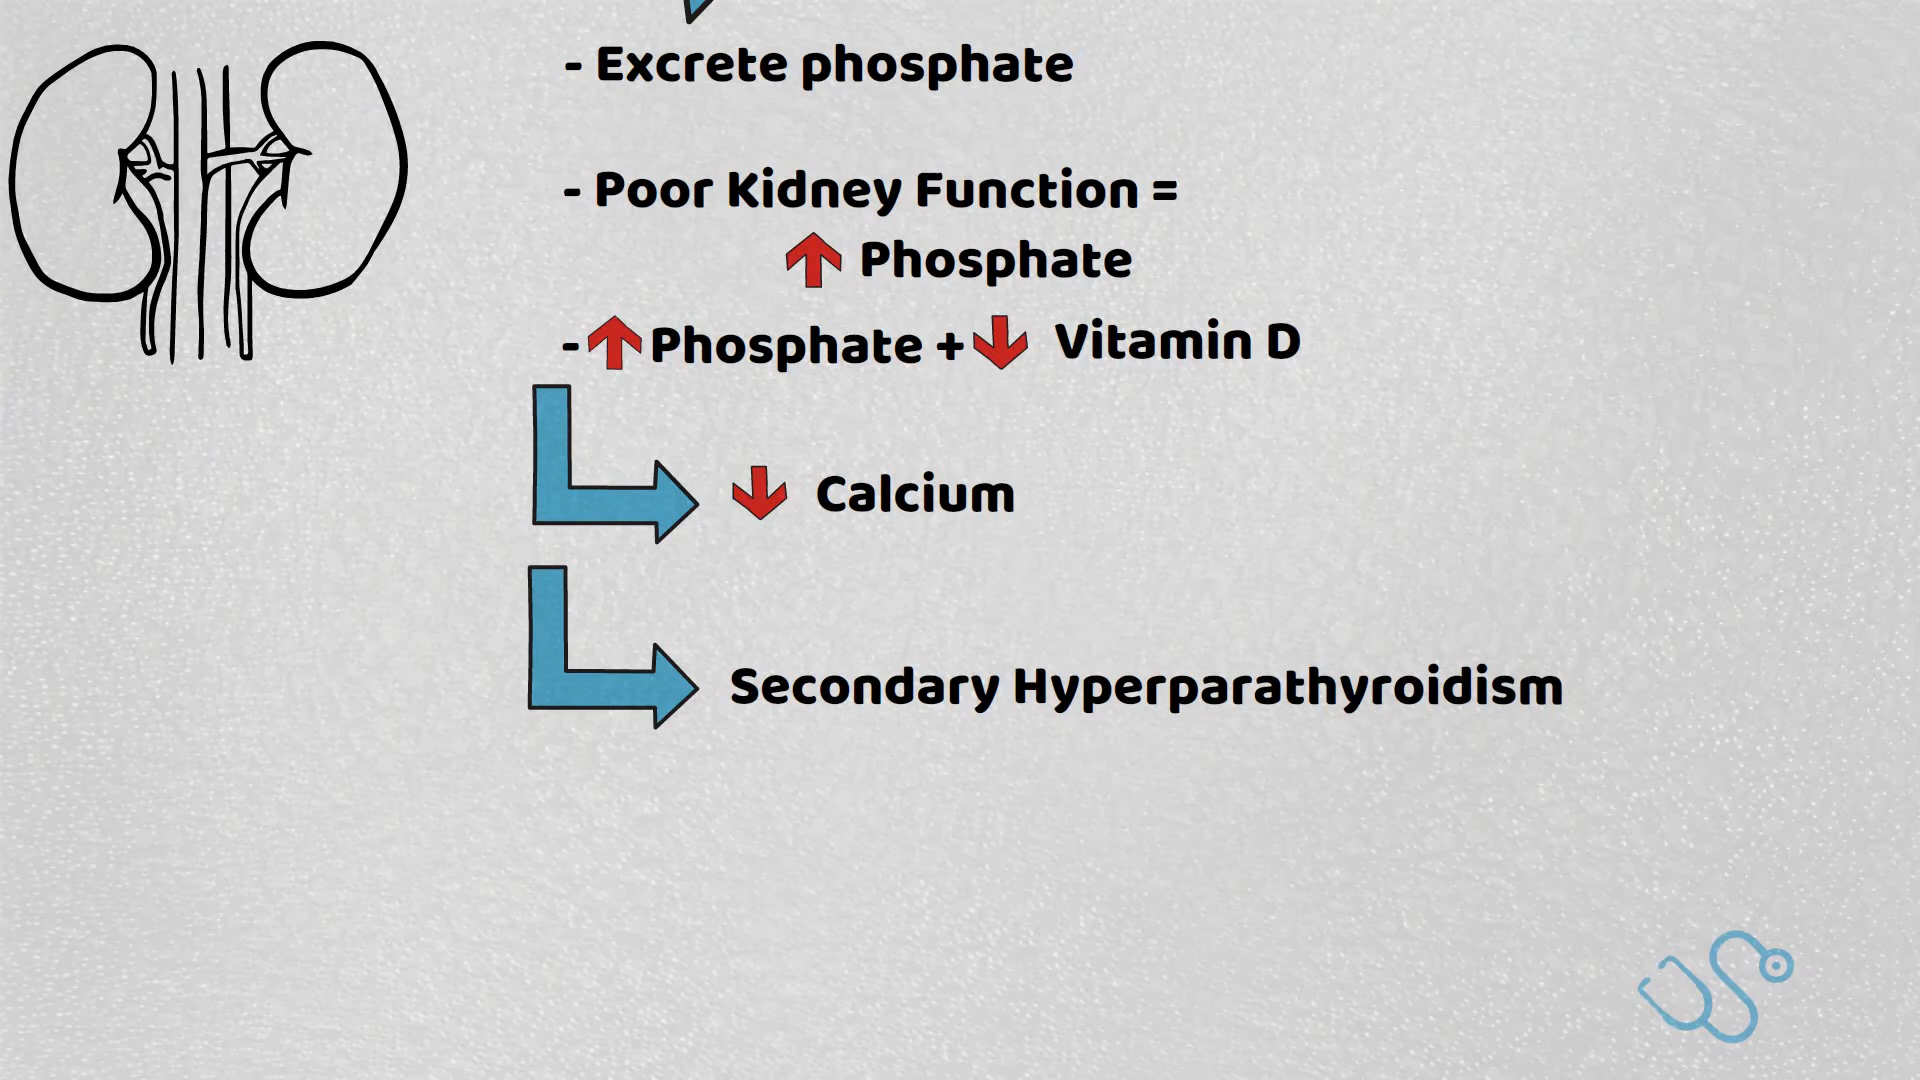 - Excrete phosphate
- Poor Kidney Function =
Phosphate
- Phosphate + Vitamin D
Calcium
Secondary Hyperparathyroidism